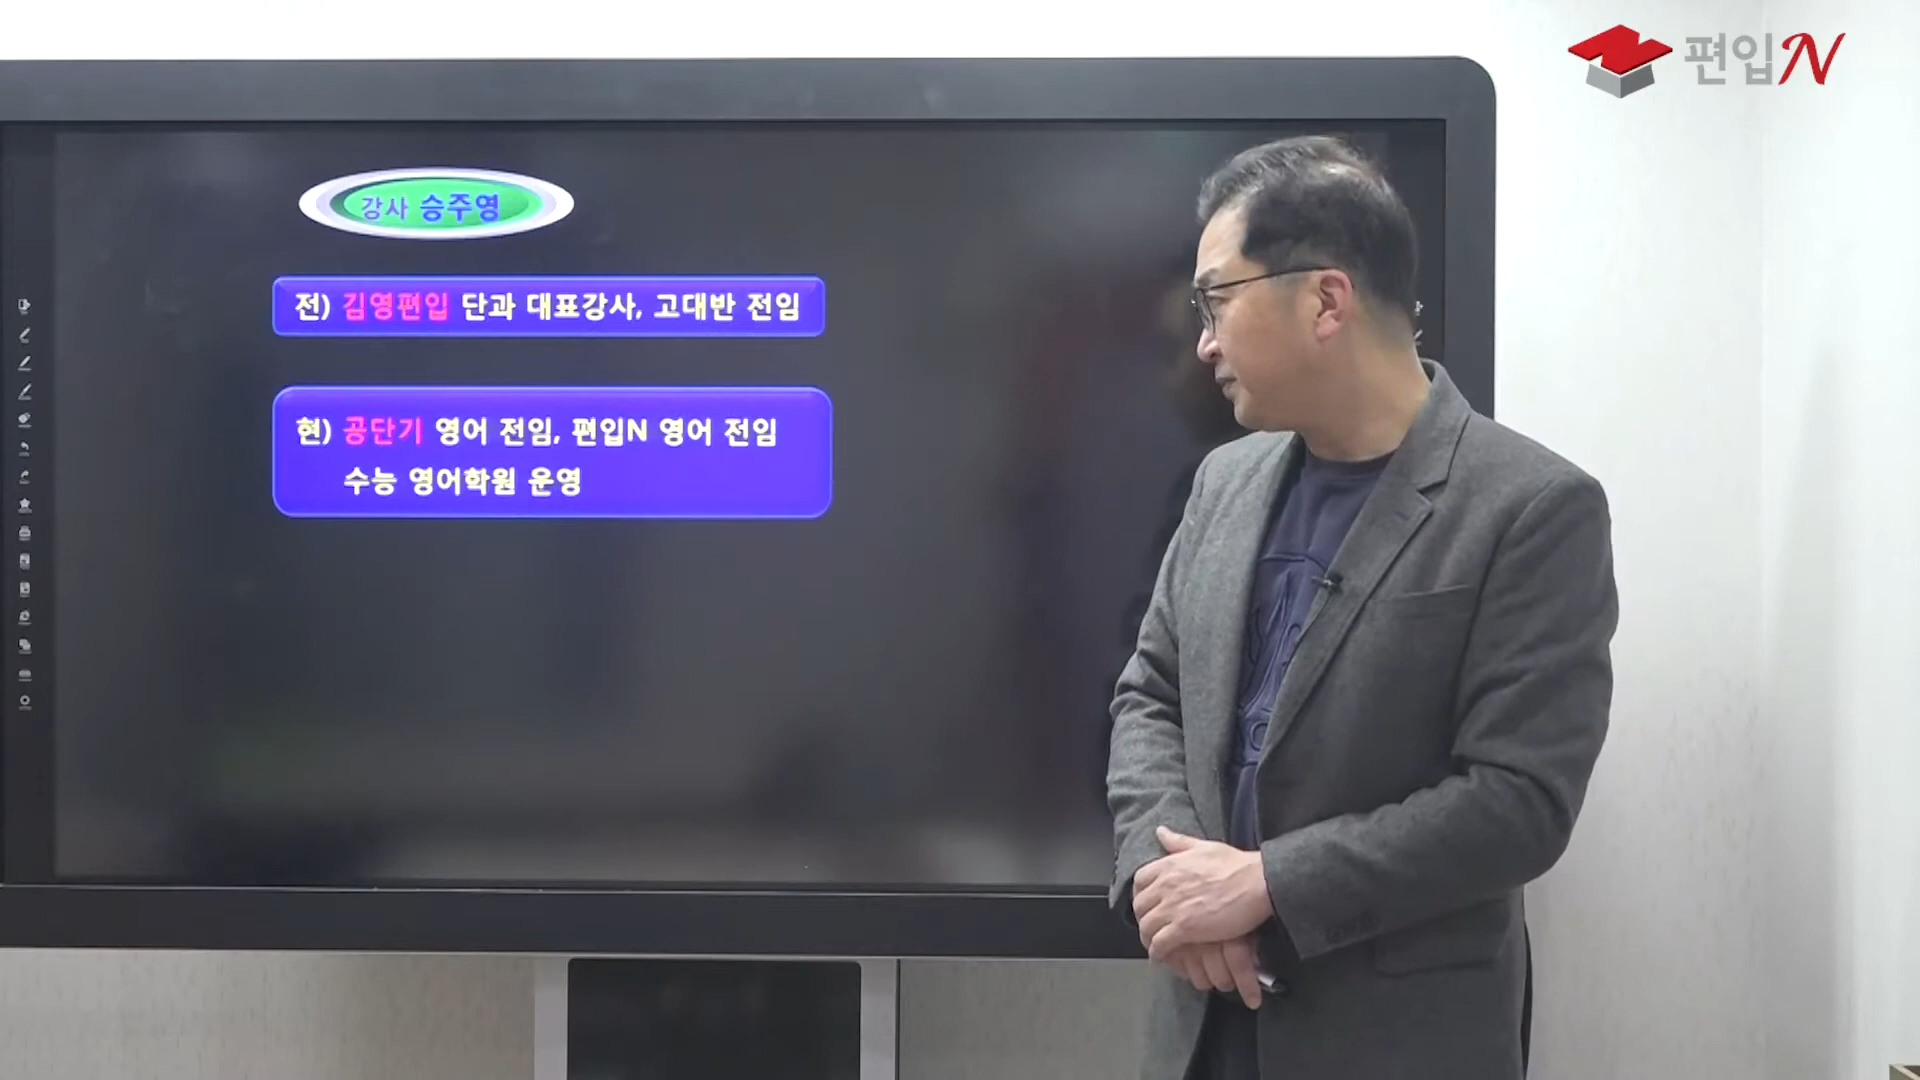 편입N
강사 승주영
전) 김영편입 단과 대표강사, 고대반 전임
현) 공단기 영어 전임, 편입N 영어 전임
수능 영어학원 운영